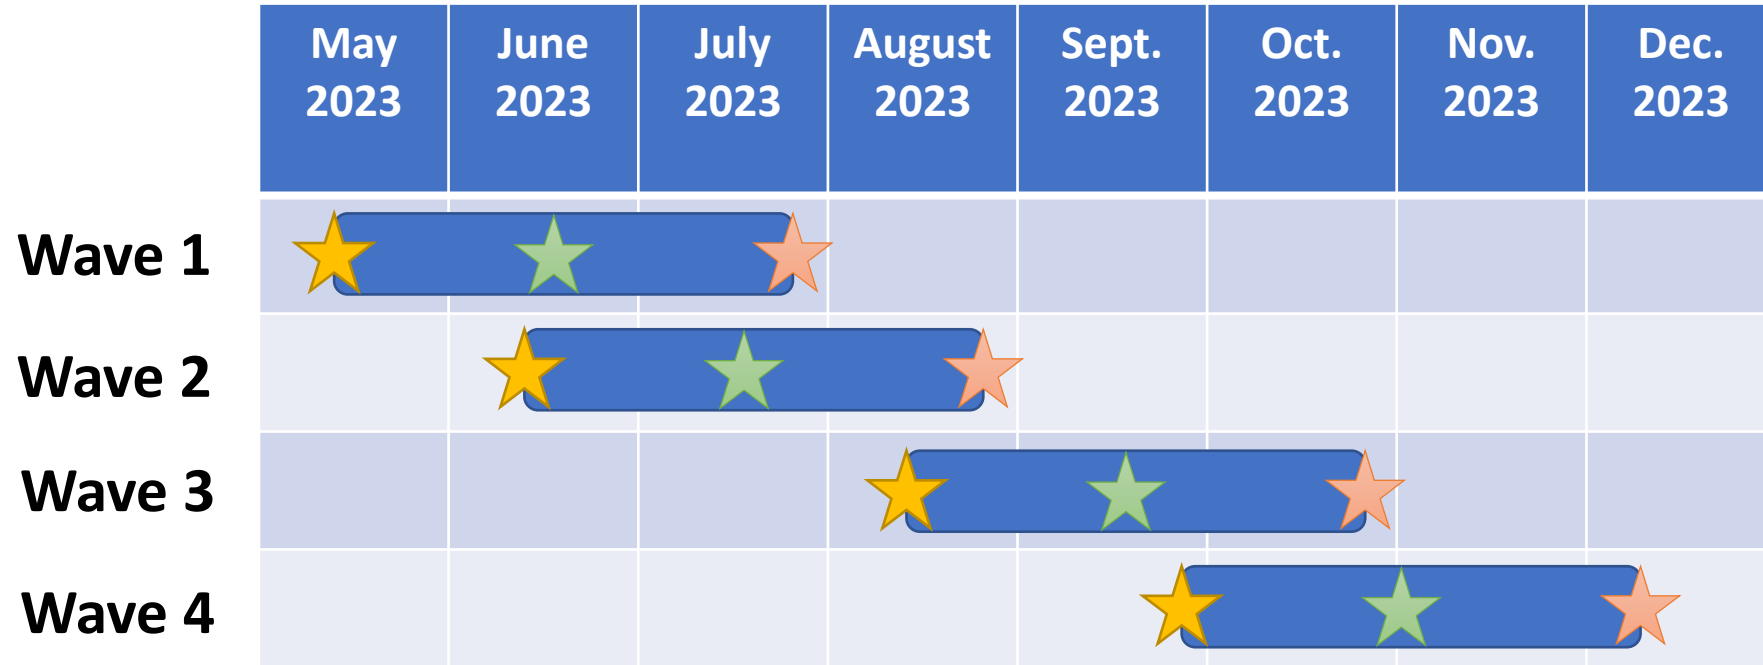 May 2023
June 2023
July 2023
August 2023
Sept. 2023
Oct. 2023
Nov. 2023
Dec. 2023
Wave 1
Wave 2
Wave 3
Wave 4